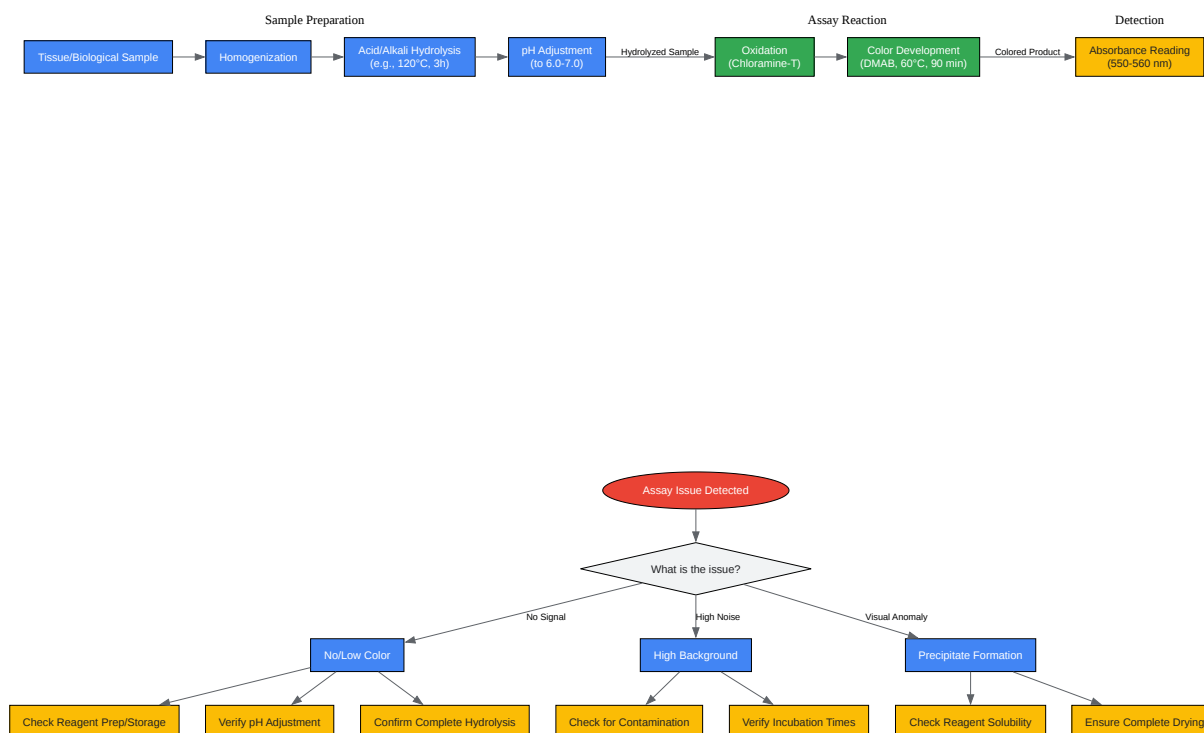 Sample Preparation
Assay Reaction
Detection
Tissue/Biological Sample
Homogenization
Acid/Alkali Hydrolysis
(e.g., 120°C, 3h)
pH Adjustment
(to 6.0-7.0)
Hydrolyzed Sample
Oxidation
(Chloramine-T)
Color Development
(DMAB, 60°C, 90 min)
Colored Product
Absorbance Reading
(550-560 nm)
Assay Issue Detected
What is the issue?
No Signal
High Noise
Visual Anomaly
No/Low Color
High Background
Precipitate Formation
Check Reagent Prep/Storage
Verify pH Adjustment
Confirm Complete Hydrolysis
Check for Contamination
Verify Incubation Times
Check Reagent Solubility
Ensure Complete Drying